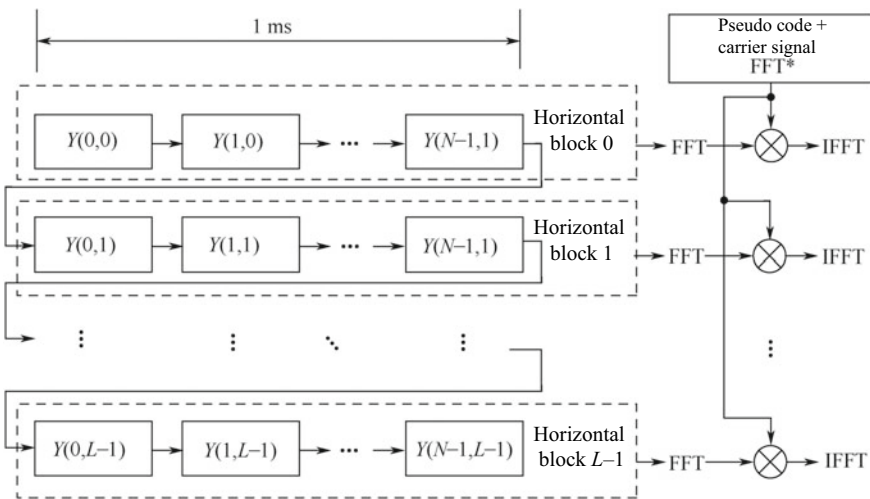 1 ms
Pseudo code +
carrier signal
FFT*
Y(0,0) Y(1,0) ... Y(N−1,1) Horizontal
block 0
FFT IFFT
Y(0,1) Y(1,1) ... Y(N−1,1) Horizontal
block 1
FFT IFFT
Y(0,L−1) Y(1,L−1) ... Y(N−1,L−1) Horizontal
block L−1
FFT IFFT